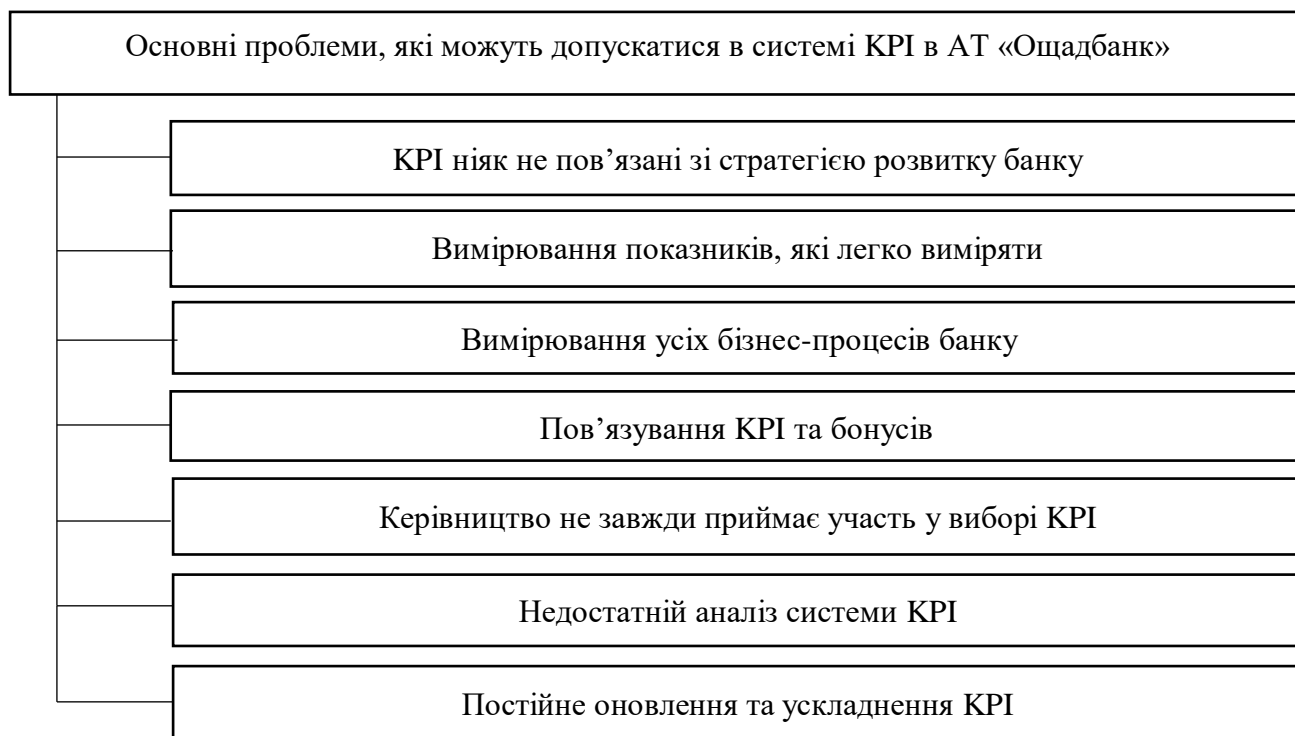 Основні проблеми, які можуть допускатися в системі KPI в АТ «Ощадбанк»
KPI ніяк не пов’язані зі стратегією розвитку банку
Вимірювання показників, які легко виміряти
Вимірювання усіх бізнес-процесів банку
Пов’язування KPI та бонусів
Керівництво не завжди приймає участь у виборі KPI
Недостатній аналіз системи KPI
Постійне оновлення та ускладнення KPI